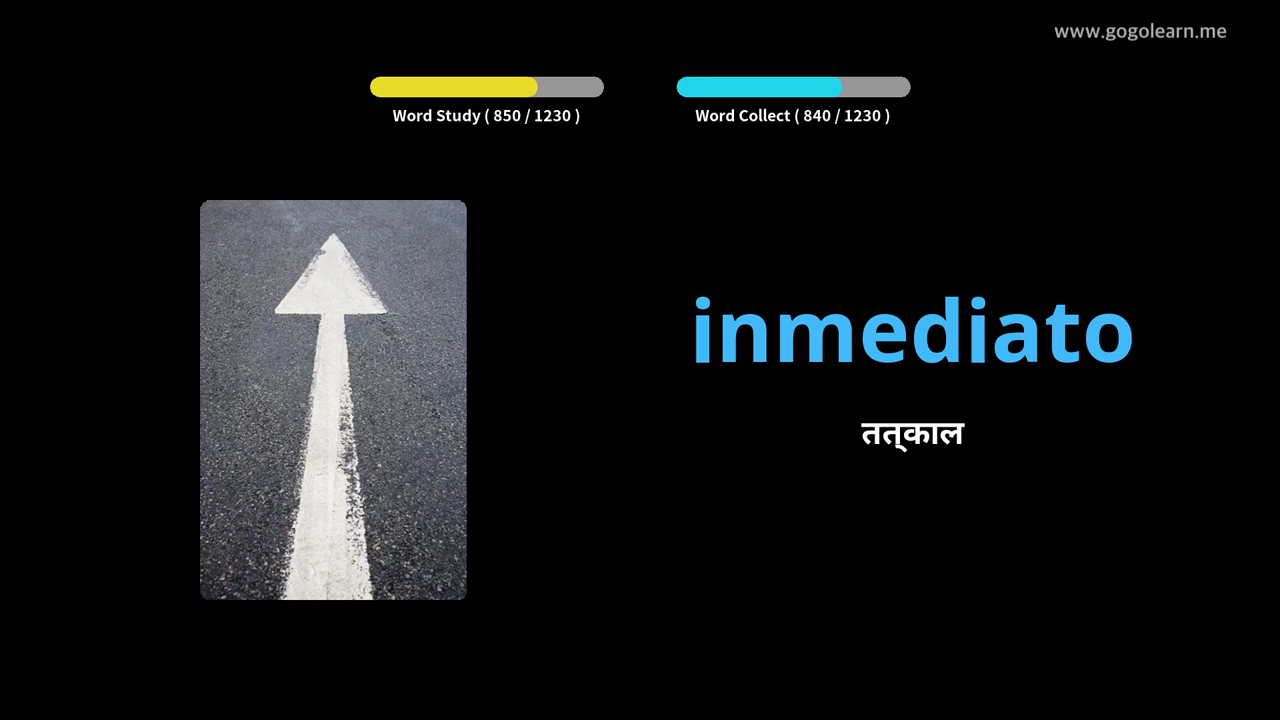 www.gogolearn.me
Word Study ( 850 / 1230 )
Word Collect ( 840 / 1230 )
inmediato
तत्काल